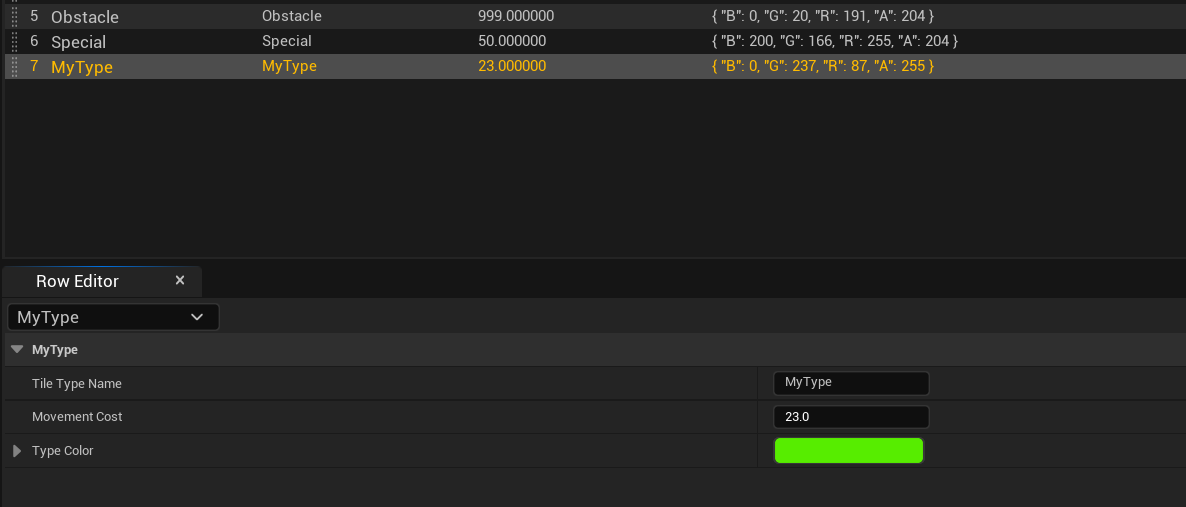 5 Obstacle Obstacle 999.000000 { "B": 0, "G": 20, "R": 191, "A": 204 }
6 Special Special 50.000000 { "B": 200, "G": 166, "R": 255, "A": 204 }
7 MyType MyType 23.000000 { "B": 0, "G": 237, "R": 87, "A": 255 }
Row Editor
MyType
MyType
Tile Type Name MyType
Movement Cost 23.0
Type Color